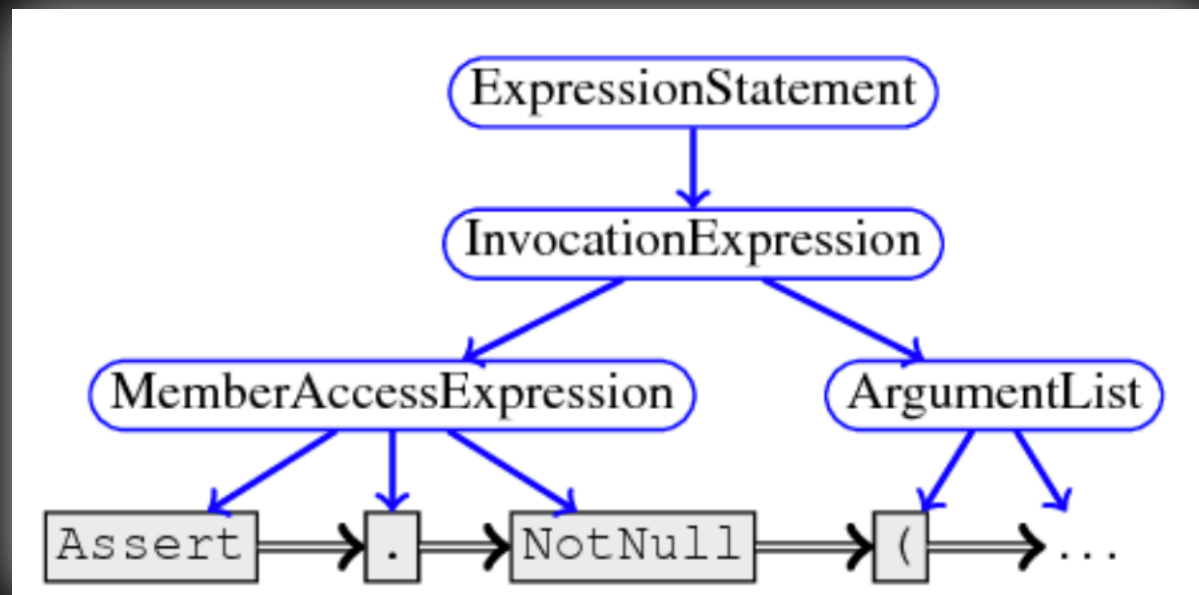 ExpressionStatement
InvocationExpression
MemberAccessExpression ArgumentList
Assert . NotNull ( ...